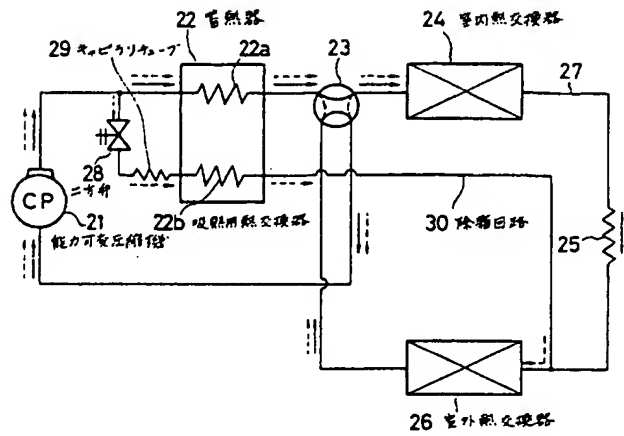 22 蓄熱器
29 キャピラリチューブ
22a
23
24 室内熱交換器
27
28
二方弁
CP
21
能力可変圧縮機
22b 吸熱用熱交換器
30 除霜回路
25
26 室外熱交換器